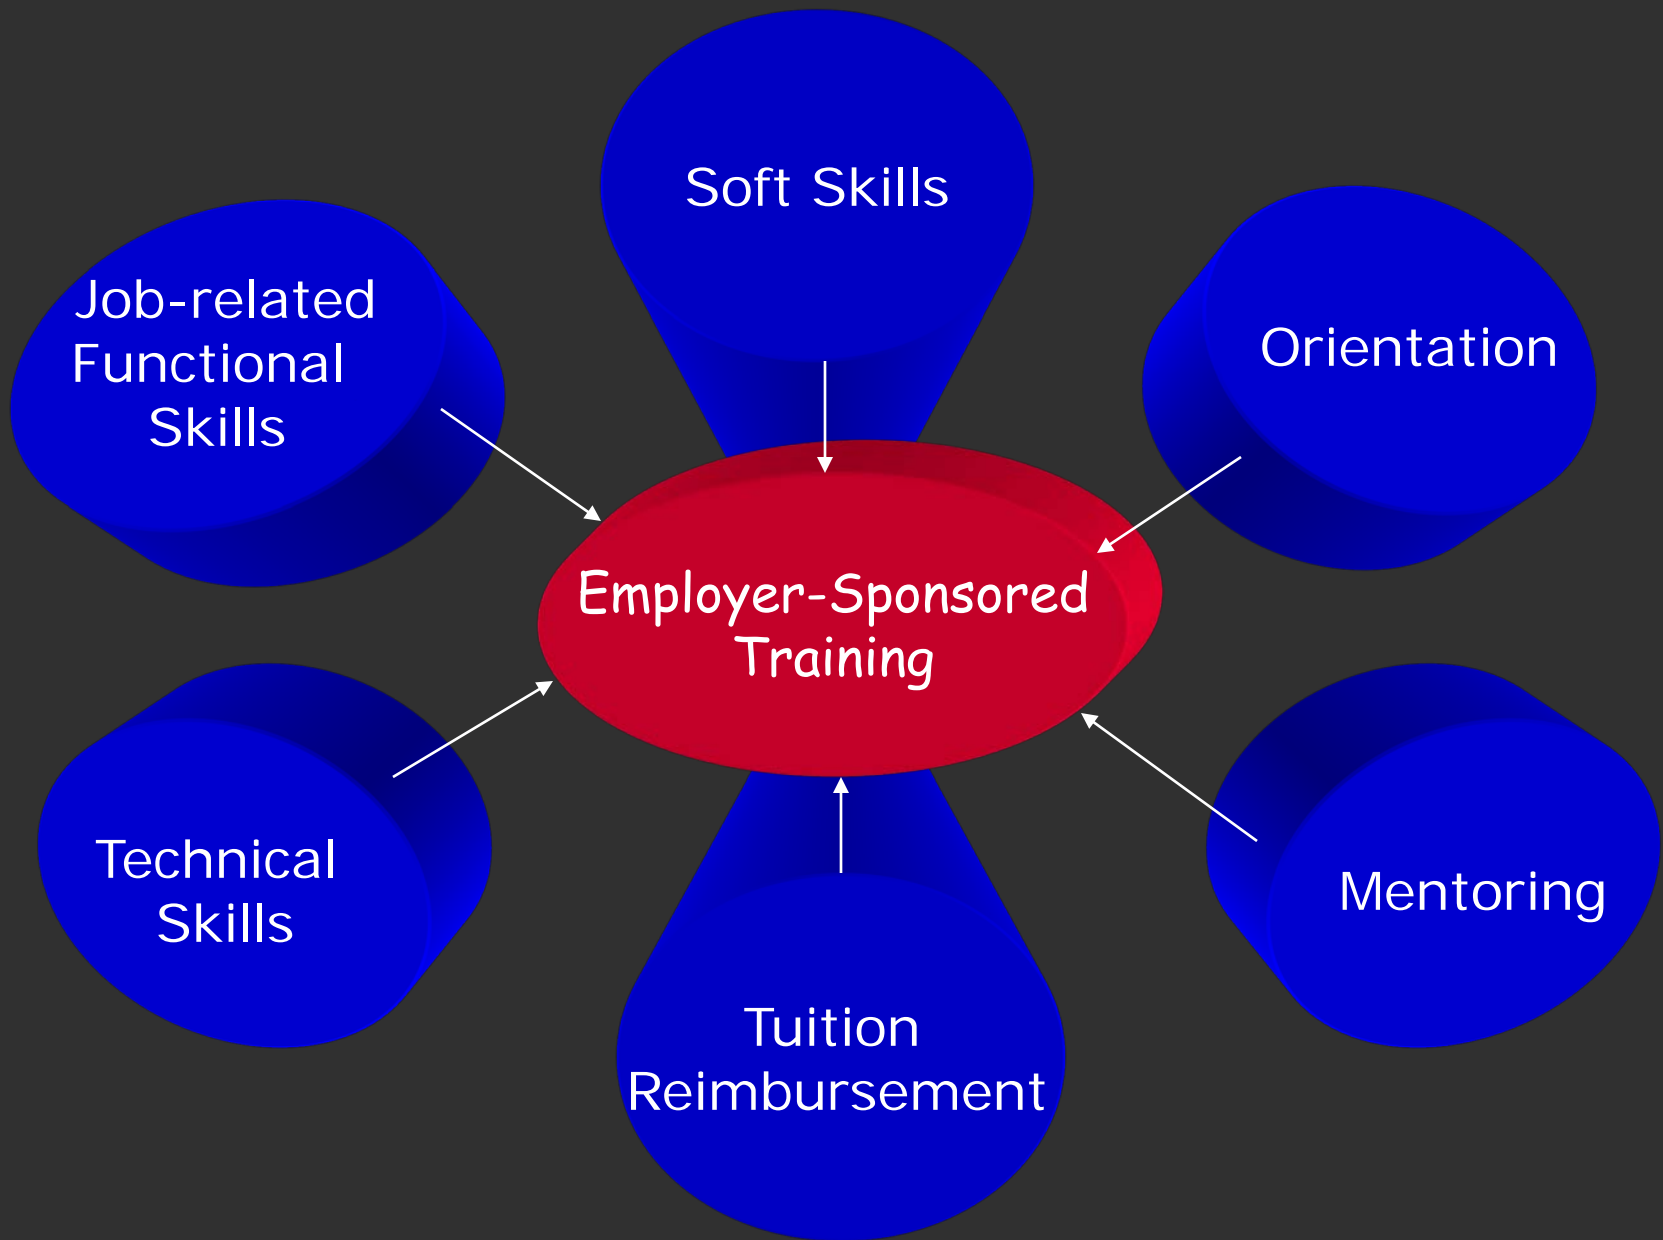 Soft Skills
Job-related
Functional
Skills
Orientation
Employer-Sponsored
Training
Technical
Skills
Mentoring
Tuition
Reimbursement